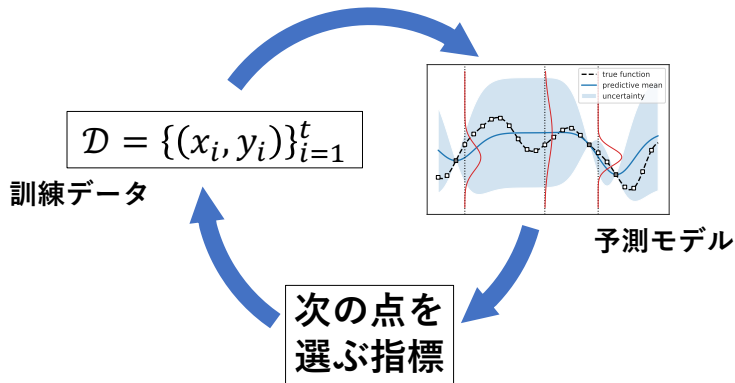 true function
predictive mean
uncertainty
𝒟 = {(xᵢ, yᵢ)}ᵗᵢ₌₁
訓練データ
予測モデル
次の点を
選ぶ指標